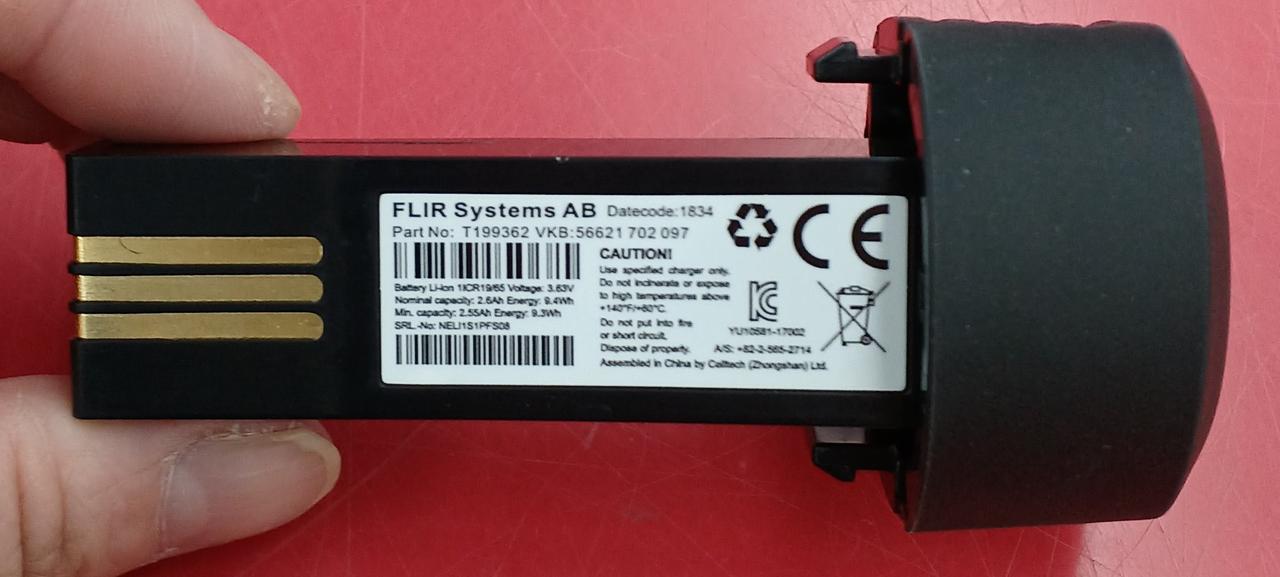 FLIR Systems AB Datecode:1834
Part No: T199362 VKB:56621 702 097
Battery Li-Ion 1ICR19/65 Voltage: 3.63V
Nominal capacity: 2.6Ah Energy: 9.4Wh
Min. capacity: 2.55Ah Energy: 9.3Wh
SRL.-No: NELI1S1PFS08
CAUTION!
Use specified charger only.
Do not incinerate or expose
to high temperatures above
+140°F/+60°C.
Do not put into fire
or short circuit.
Dispose of properly.
CE
YU10581-17002
A/S: +82-2-565-2714
Assembled in China by Celltech (Zhongshan) Ltd.